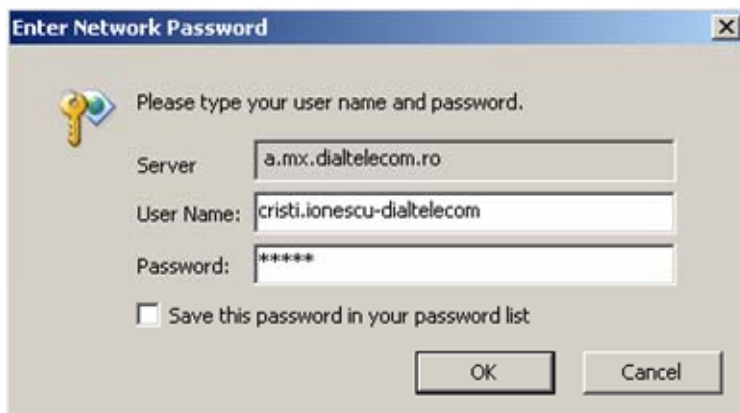 Enter Network Password
Please type your user name and password.
Server a.mx.dialtelecom.ro
User Name: cristi.ionescu-dialtelecom
Password: *****
Save this password in your password list
OK Cancel